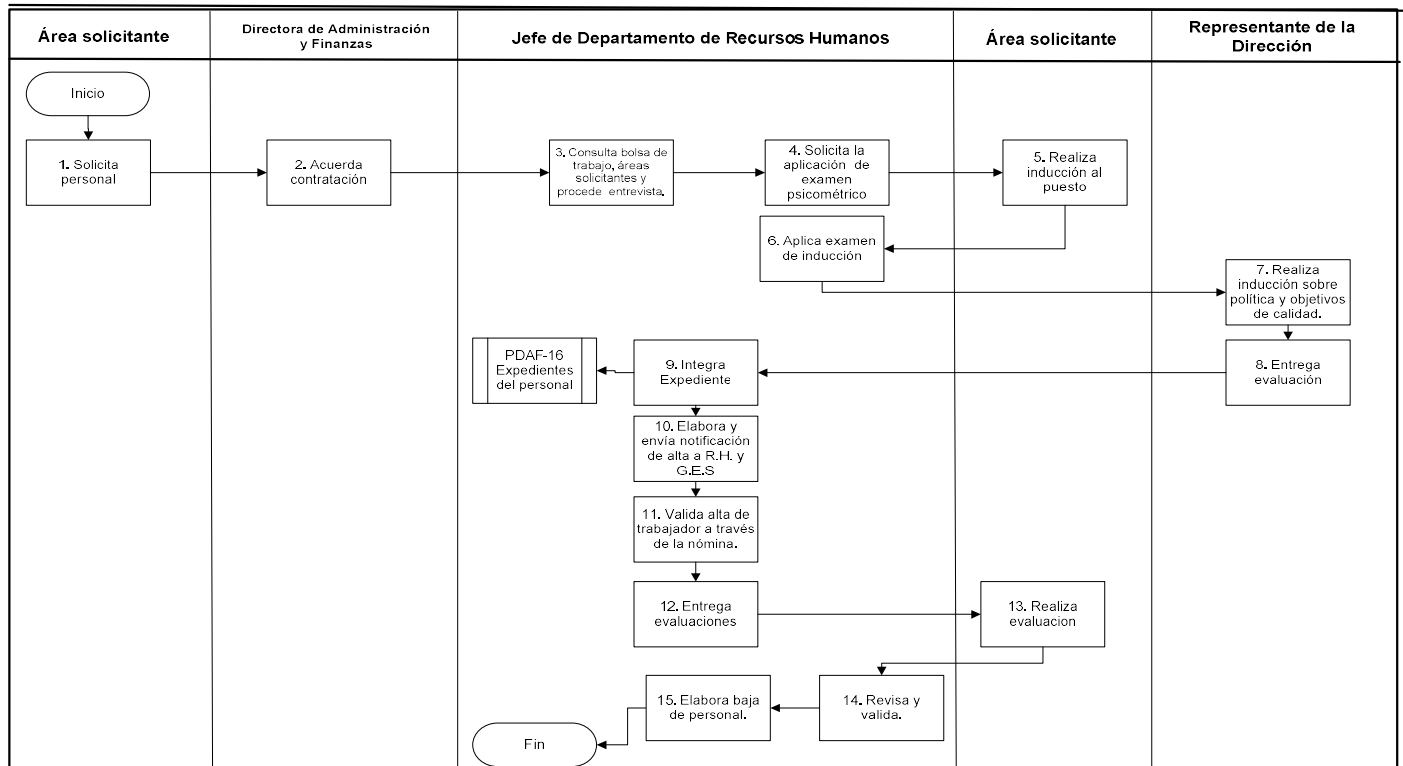 Área solicitante
Directora de Administración
y Finanzas
Jefe de Departamento de Recursos Humanos
Área solicitante
Representante de la
Dirección
Inicio
1. Solicita
personal
2. Acuerda
contratación
3. Consulta bolsa de
trabajo, áreas
solicitantes y
procede entrevista.
4. Solicita la
aplicación de
examen
psicométrico
5. Realiza
inducción al
puesto
6. Aplica examen
de inducción
7. Realiza
inducción sobre
política y objetivos
de calidad.
8. Entrega
evaluación
9. Integra
Expediente
PDAF-16
Expedientes
del personal
10. Elabora y
envía notificación
de alta a R.H. y
G.E.S
11. Valida alta de
trabajador a través
de la nómina.
12. Entrega
evaluaciones
13. Realiza
evaluacion
14. Revisa y
valida.
15. Elabora baja
de personal.
Fin